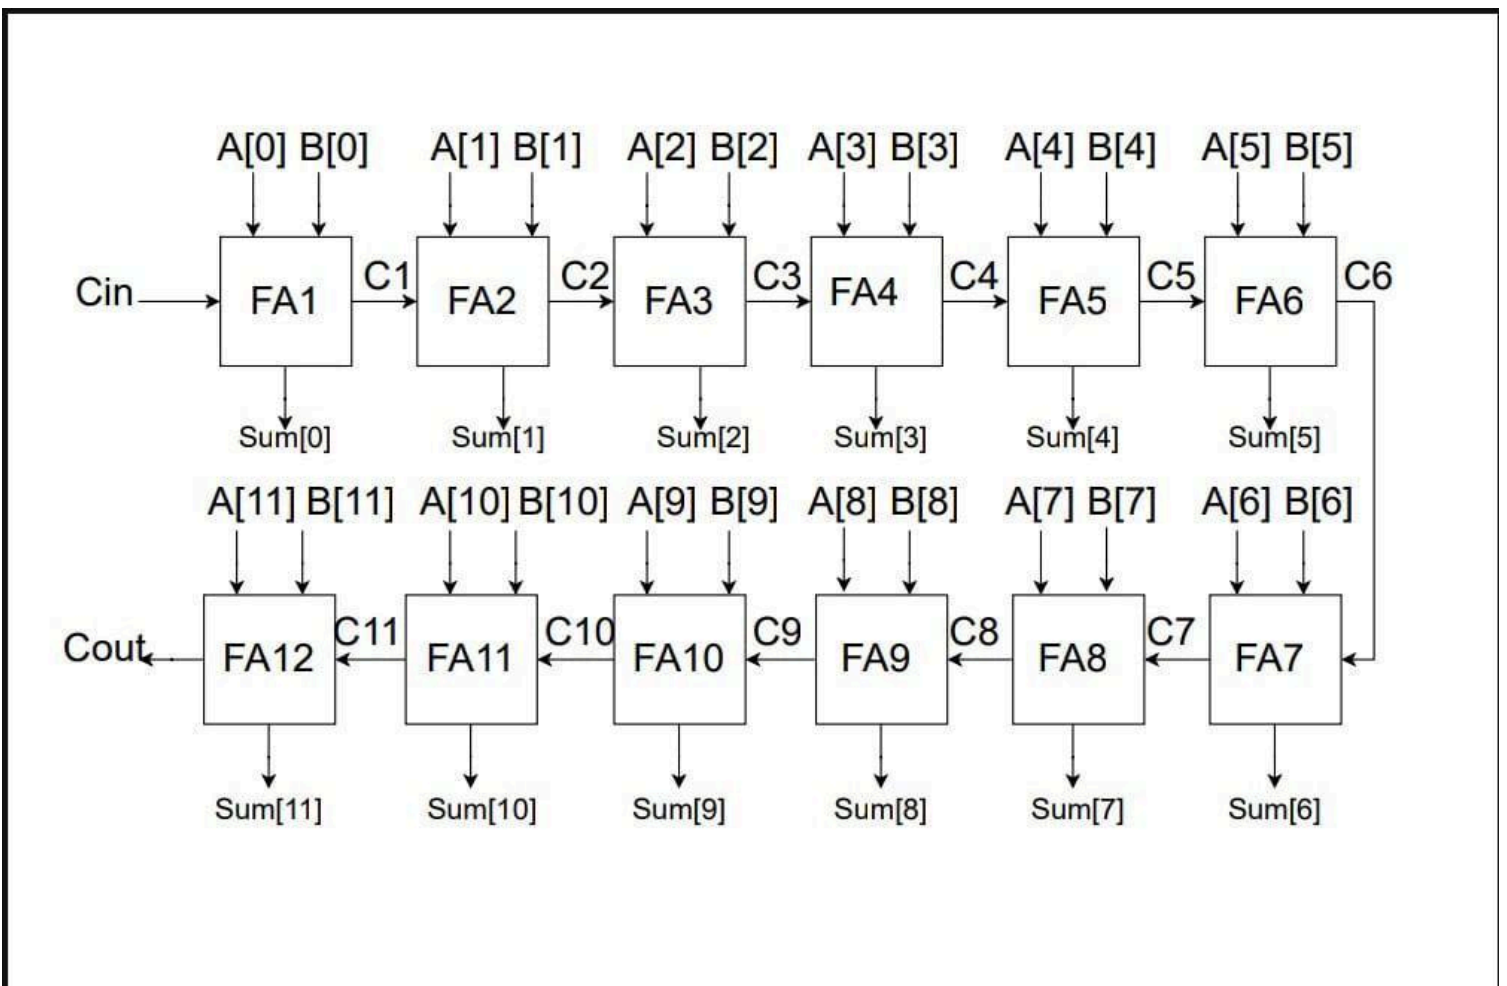 A[0] B[0] A[1] B[1] A[2] B[2] A[3] B[3] A[4] B[4] A[5] B[5]
Cin FA1 C1 FA2 C2 FA3 C3 FA4 C4 FA5 C5 FA6 C6
Sum[0] Sum[1] Sum[2] Sum[3] Sum[4] Sum[5]
A[11] B[11] A[10] B[10] A[9] B[9] A[8] B[8] A[7] B[7] A[6] B[6]
Cout FA12 C11 FA11 C10 FA10 C9 FA9 C8 FA8 C7 FA7
Sum[11] Sum[10] Sum[9] Sum[8] Sum[7] Sum[6]